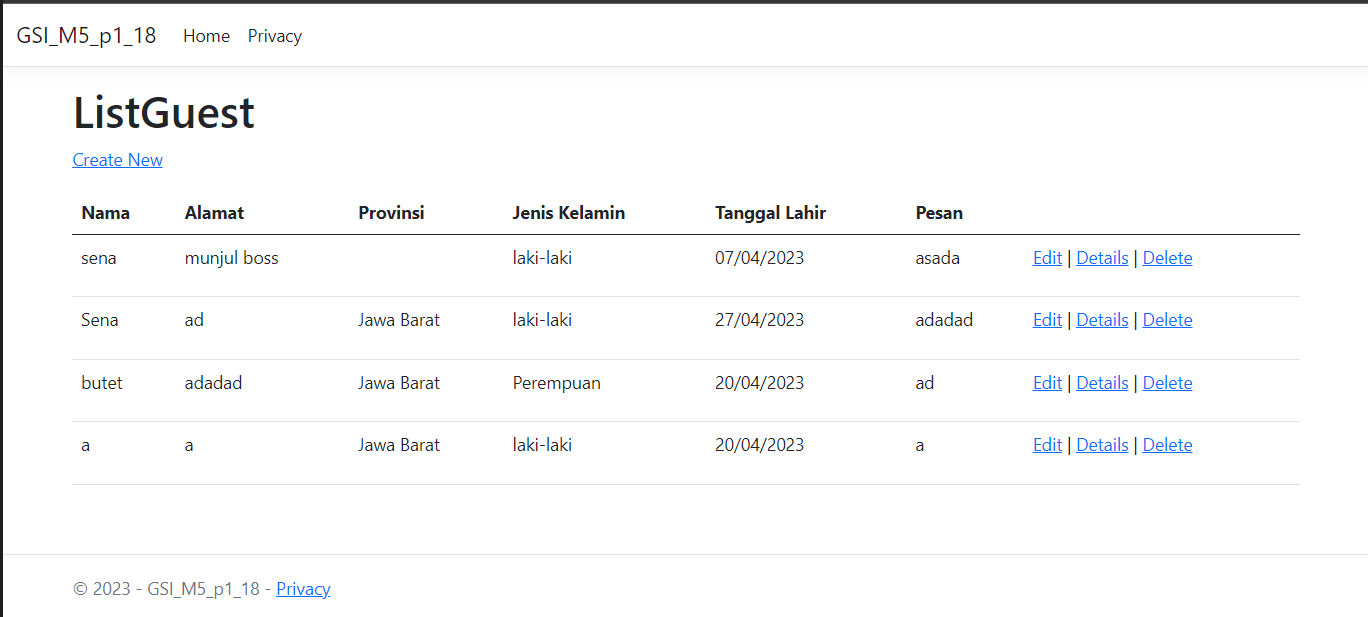 GSI_M5_p1_18 Home Privacy
ListGuest
Create New
Nama Alamat Provinsi Jenis Kelamin Tanggal Lahir Pesan
sena munjul boss laki-laki 07/04/2023 asada Edit | Details | Delete
Sena ad Jawa Barat laki-laki 27/04/2023 adadad Edit | Details | Delete
butet adadad Jawa Barat Perempuan 20/04/2023 ad Edit | Details | Delete
a a Jawa Barat laki-laki 20/04/2023 a Edit | Details | Delete
© 2023 - GSI_M5_p1_18 - Privacy